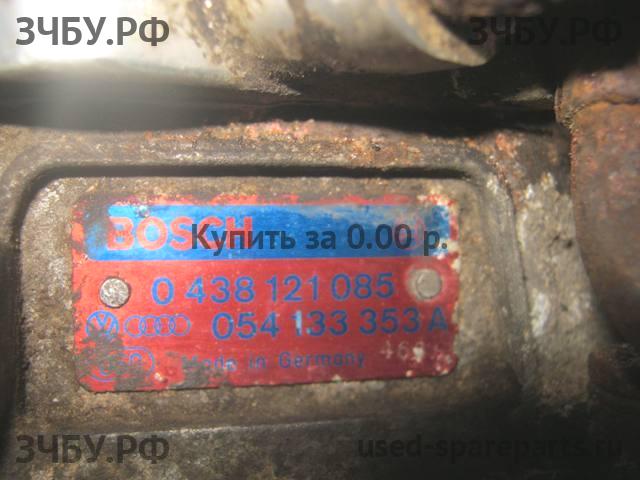 ЗЧБУ.РФ
ЗЧБУ.РФ
BOSCH
Купить за 0.00 р.
0 438 121 085
054 133 353 A
Made in Germany
ЗЧБУ.РФ
used-spareparts.ru